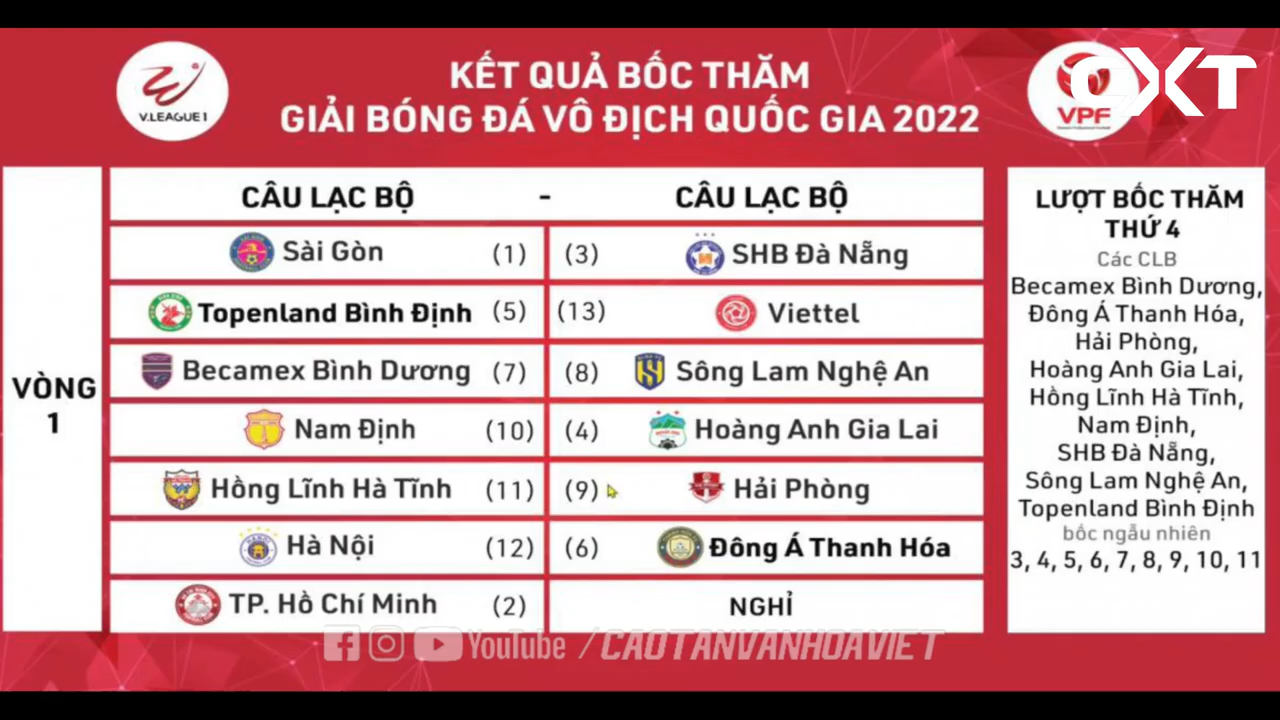 V.LEAGUE 1
KẾT QUẢ BỐC THĂM
GIẢI BÓNG ĐÁ VÔ ĐỊCH QUỐC GIA 2022
VPF
OXT
VÒNG
1
CÂU LẠC BỘ - CÂU LẠC BỘ
Sài Gòn (1) (3) SHB Đà Nẵng
Topenland Bình Định (5) (13) Viettel
Becamex Bình Dương (7) (8) Sông Lam Nghệ An
Nam Định (10) (4) Hoàng Anh Gia Lai
Hồng Lĩnh Hà Tĩnh (11) (9) Hải Phòng
Hà Nội (12) (6) Đông Á Thanh Hóa
TP. Hồ Chí Minh (2) NGHỈ
LƯỢT BỐC THĂM
THỨ 4
Các CLB
Becamex Bình Dương,
Đông Á Thanh Hóa,
Hải Phòng,
Hoàng Anh Gia Lai,
Hồng Lĩnh Hà Tĩnh,
Nam Định,
SHB Đà Nẵng,
Sông Lam Nghệ An,
Topenland Bình Định
bốc ngẫu nhiên
3, 4, 5, 6, 7, 8, 9, 10, 11
YouTube /CAOTANVANHOAVIET